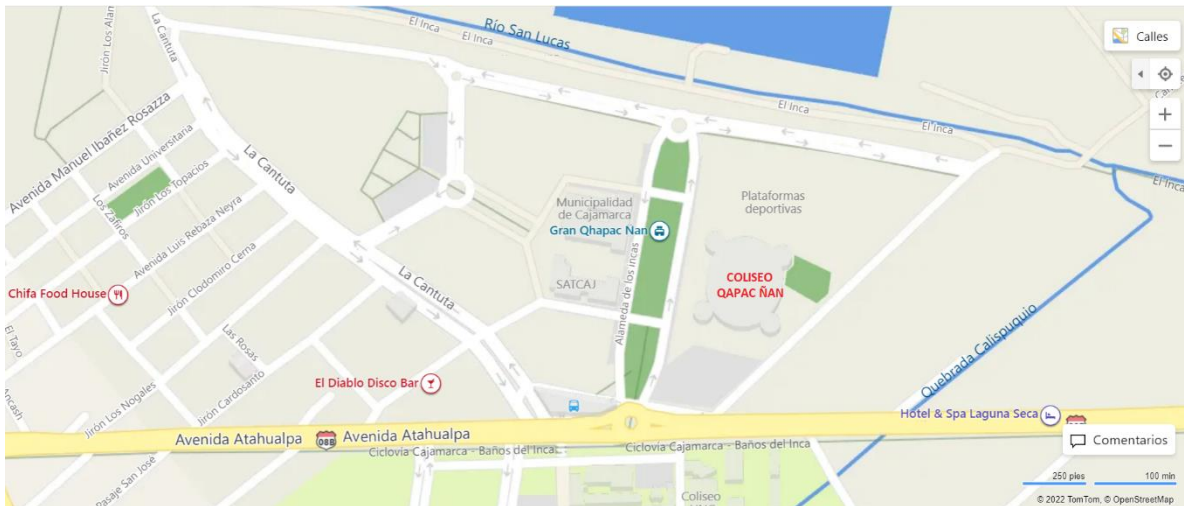 La Cantuta
Jirón Los Alam
El Inca
Río San Lucas
El Inca
Calles
Avenida Manuel Ibañez Rosazza
Avenida Universitaria
Jirón Los Topacios
Los Zafiros
Avenida Luis Rebaza Neyra
Jirón Clodomiro Cerna
La Cantuta
El Inca
El Inca
El Inca
Municipalidad
de Cajamarca
Gran Qhapac Nan
Plataformas
deportivas
SATCAJ
Alameda de los incas
COLISEO
QAPAC ÑAN
La Cantuta
Chifa Food House
El Tayo
Ancash
Las Rosas
Jirón Los Nogales
Jirón Cardosanto
El Diablo Disco Bar
Quebrada Calispuquio
Hotel & Spa Laguna Seca
Avenida Atahualpa
08B
Avenida Atahualpa
Ciclovia Cajamarca - Baños del Inca
Ciclovia Cajamarca - Baños del Inca
Comentarios
Pasaje San Jose
Coliseo
250 pies
100 min
© 2022 TomTom, © OpenStreetMap